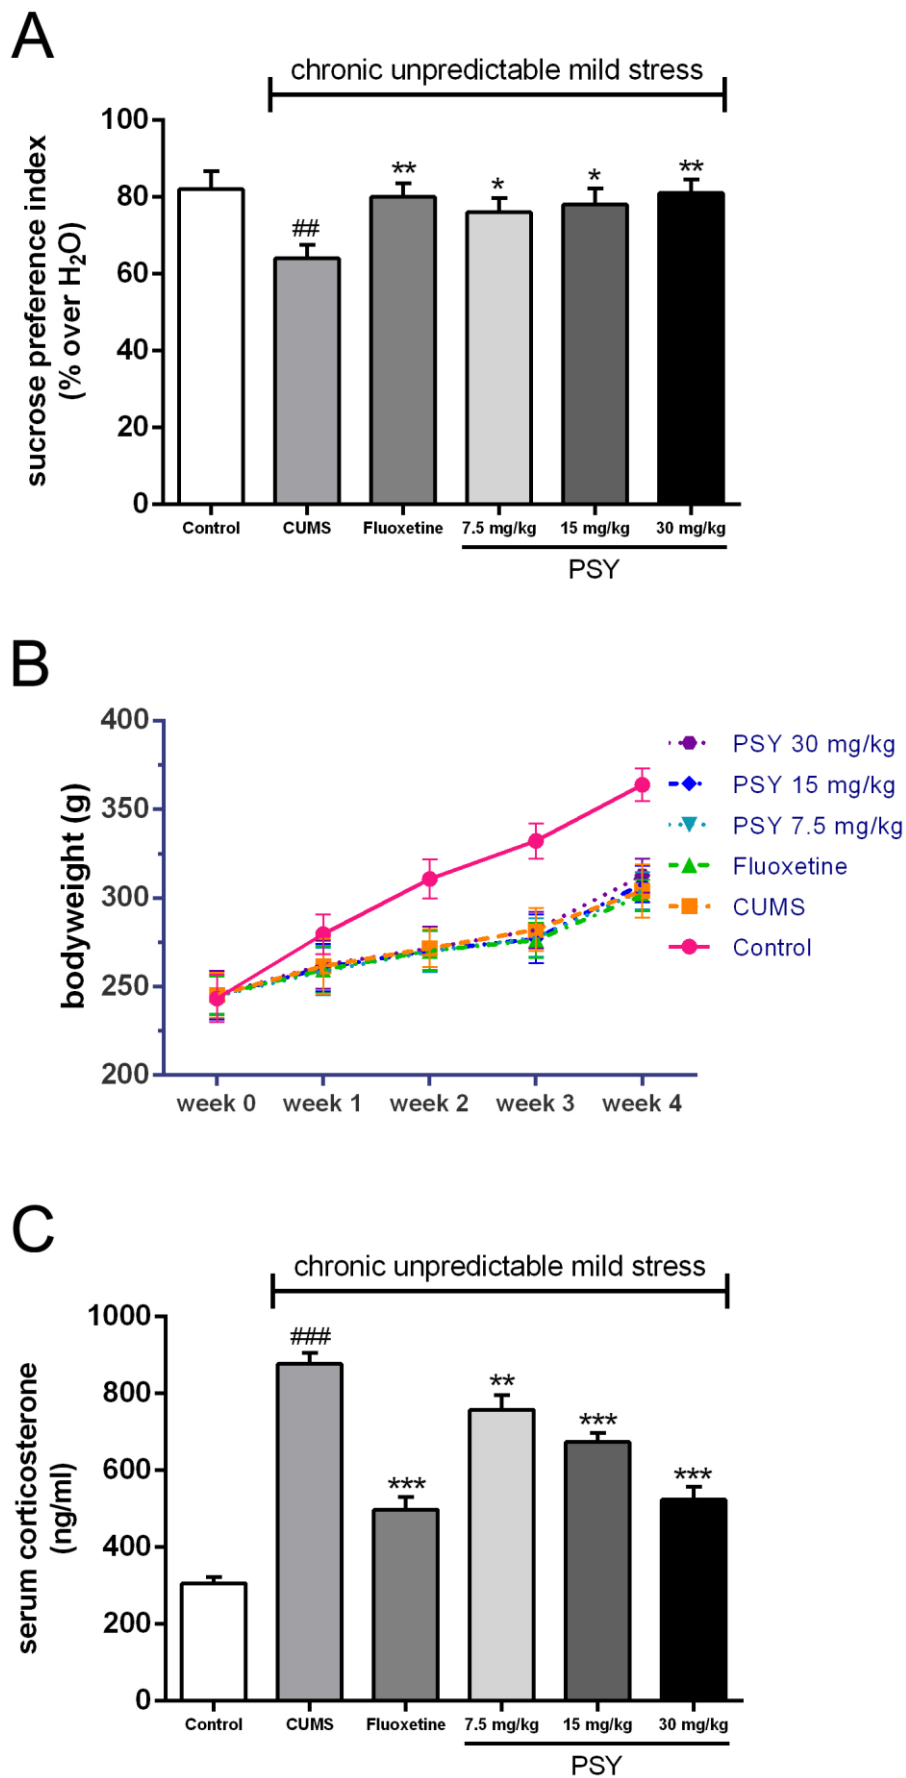 A
chronic unpredictable mild stress
sucrose preference index
(% over H₂O)
100
80
60
40
20
0
##
**
*
*
**
Control CUMS Fluoxetine 7.5 mg/kg 15 mg/kg 30 mg/kg
PSY
B
bodyweight (g)
400
350
300
250
200
week 0 week 1 week 2 week 3 week 4
PSY 30 mg/kg
PSY 15 mg/kg
PSY 7.5 mg/kg
Fluoxetine
CUMS
Control
C
chronic unpredictable mild stress
serum corticosterone
(ng/ml)
1000
800
600
400
200
0
###
***
**
***
***
Control CUMS Fluoxetine 7.5 mg/kg 15 mg/kg 30 mg/kg
PSY